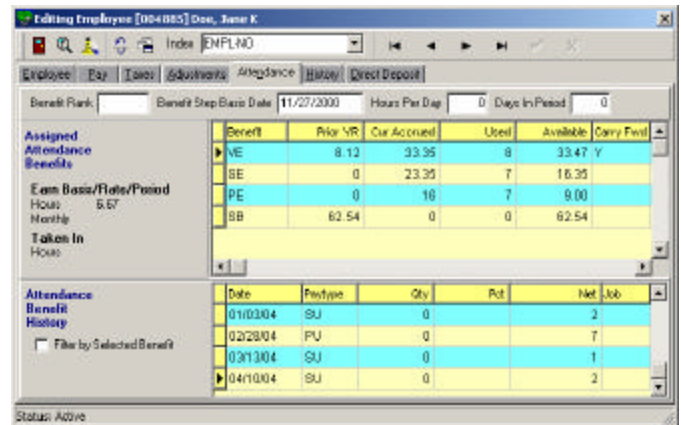 Editing Employee [004885] Doe, Jane K
Index EMPL-NO
Employee Pay Taxes Adjustments Attendance History Direct Deposit
Benefit Rank Benefit Step Basis Date 11/27/2000 Hours Per Day 0 Days In Period 0
Assigned
Attendance
Benefits
Earn Basis/Rate/Period
Hours 6.67
Monthly
Taken In
Hours
Benefit Prior YR Cur Accrued Used Available Carry Fwd
VE 8.12 33.35 8 33.47 Y
SE 0 23.35 7 16.35
PE 0 16 7 9.00
SB 62.54 0 0 62.54
Attendance
Benefit
History
Filter by Selected Benefit
Date Paytype Qty Pct Net Job
01/03/04 SU 0 2
02/28/04 PU 0 7
03/13/04 SU 0 1
04/10/04 SU 0 2
Status: Active